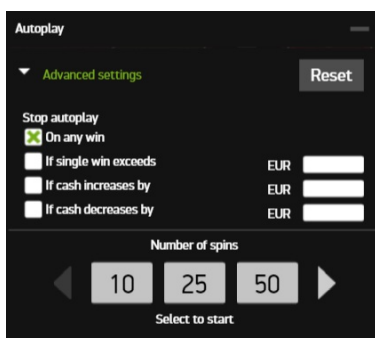 Autoplay
Advanced settings
Reset
Stop autoplay
On any win
If single win exceeds EUR
If cash increases by EUR
If cash decreases by EUR
Number of spins
10 25 50
Select to start